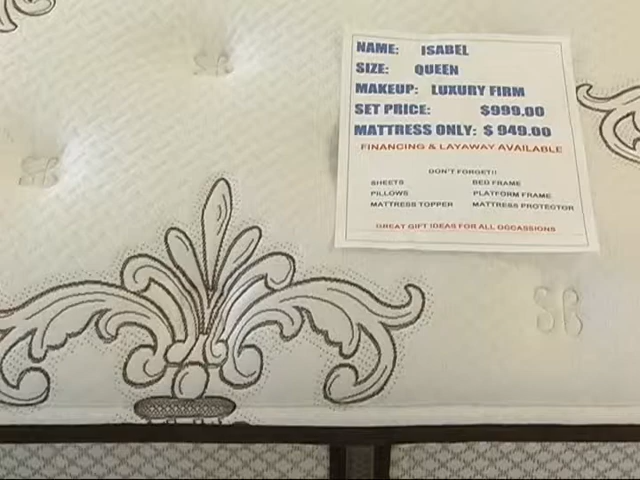 NAME: ISABEL
SIZE: QUEEN
MAKEUP: LUXURY FIRM
SET PRICE: $999.00
MATTRESS ONLY: $ 949.00
FINANCING & LAYAWAY AVAILABLE
DON'T FORGET!!
SHEETS BED FRAME
PILLOWS PLATFORM FRAME
MATTRESS TOPPER MATTRESS PROTECTOR
GREAT GIFT IDEAS FOR ALL OCCASSIONS
SB